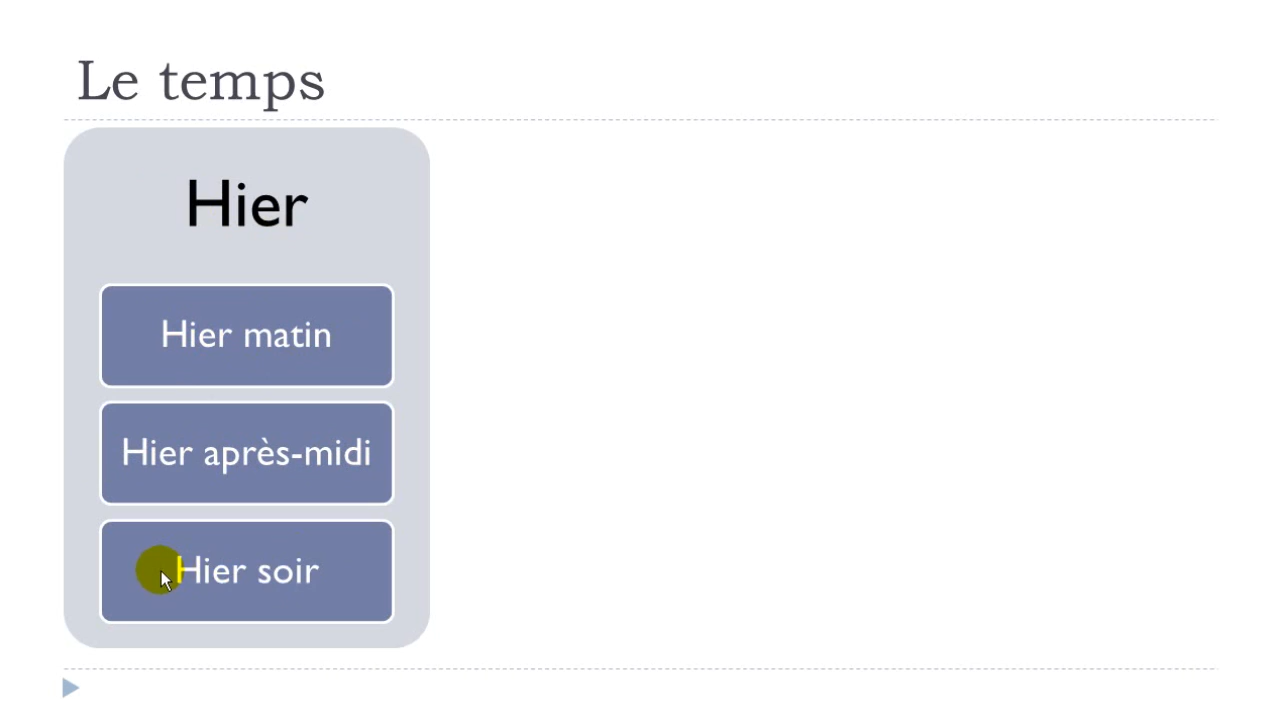 Le temps
Hier
Hier matin
Hier après-midi
Hier soir